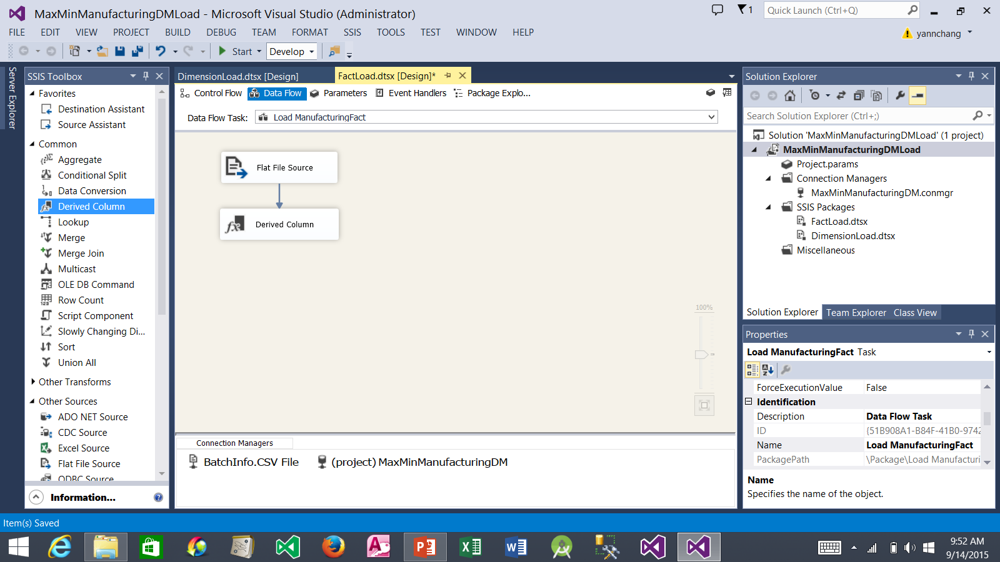 MaxMinManufacturingDMLoad - Microsoft Visual Studio (Administrator)
1
Quick Launch (Ctrl+Q)
FILE EDIT VIEW PROJECT BUILD DEBUG TEAM FORMAT SSIS TOOLS TEST WINDOW HELP
yannchang
Start
Develop
Server Explorer
SSIS Toolbox
Favorites
Destination Assistant
Source Assistant
Common
Aggregate
Conditional Split
Data Conversion
Derived Column
Lookup
Merge
Merge Join
Multicast
OLE DB Command
Row Count
Script Component
Slowly Changing Di...
Sort
Union All
Other Transforms
Other Sources
ADO NET Source
CDC Source
Excel Source
Flat File Source
ODBC Source
Information...
DimensionLoad.dtsx [Design]
FactLoad.dtsx [Design]*
Control Flow Data Flow Parameters Event Handlers Package Explo...
Data Flow Task: Load ManufacturingFact
Flat File Source
Derived Column
100%
Connection Managers
BatchInfo.CSV File
(project) MaxMinManufacturingDM
Solution Explorer
Search Solution Explorer (Ctrl+;)
Solution 'MaxMinManufacturingDMLoad' (1 project)
MaxMinManufacturingDMLoad
Project.params
Connection Managers
MaxMinManufacturingDM.conmgr
SSIS Packages
FactLoad.dtsx
DimensionLoad.dtsx
Miscellaneous
Solution Explorer Team Explorer Class View
Properties
Load ManufacturingFact Task
ForceExecutionValue False
Identification
Description Data Flow Task
ID {51B908A1-B84F-41B0-9742
Name Load ManufacturingFact
PackagePath \Package\Load Manufacturi
Name
Specifies the name of the object.
Item(s) Saved
9:52 AM
9/14/2015